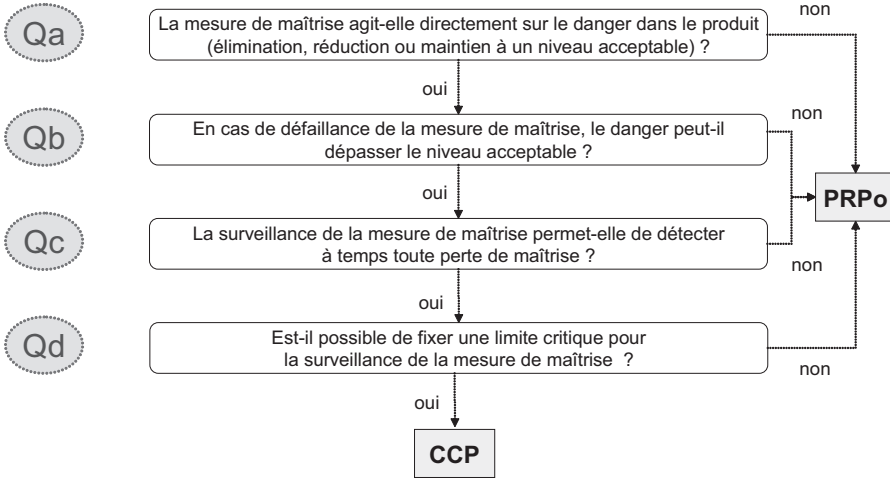 Qa
La mesure de maîtrise agit-elle directement sur le danger dans le produit
(élimination, réduction ou maintien à un niveau acceptable) ?
non
oui
Qb
En cas de défaillance de la mesure de maîtrise, le danger peut-il
dépasser le niveau acceptable ?
non
oui
PRPo
Qc
La surveillance de la mesure de maîtrise permet-elle de détecter
à temps toute perte de maîtrise ?
non
oui
Qd
Est-il possible de fixer une limite critique pour
la surveillance de la mesure de maîtrise ?
non
oui
CCP